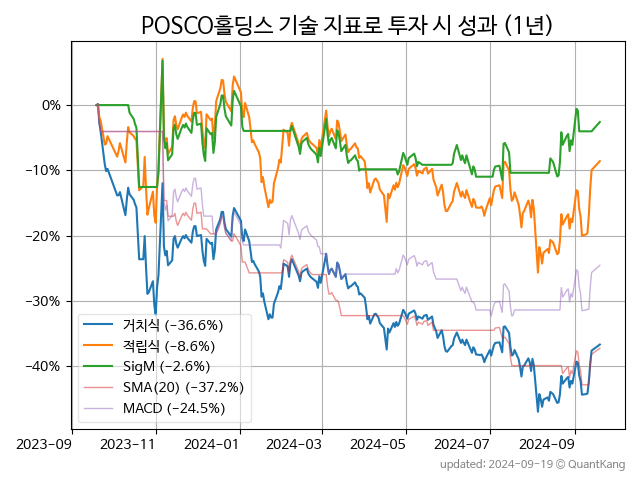 POSCO홀딩스 기술 지표로 투자 시 성과 (1년)
0%
−10%
−20%
−30%
−40%
거치식 (−36.6%)
적립식 (−8.6%)
SigM (−2.6%)
SMA(20) (−37.2%)
MACD (−24.5%)
2023-09 2023-11 2024-01 2024-03 2024-05 2024-07 2024-09
updated: 2024-09-19 © QuantKang